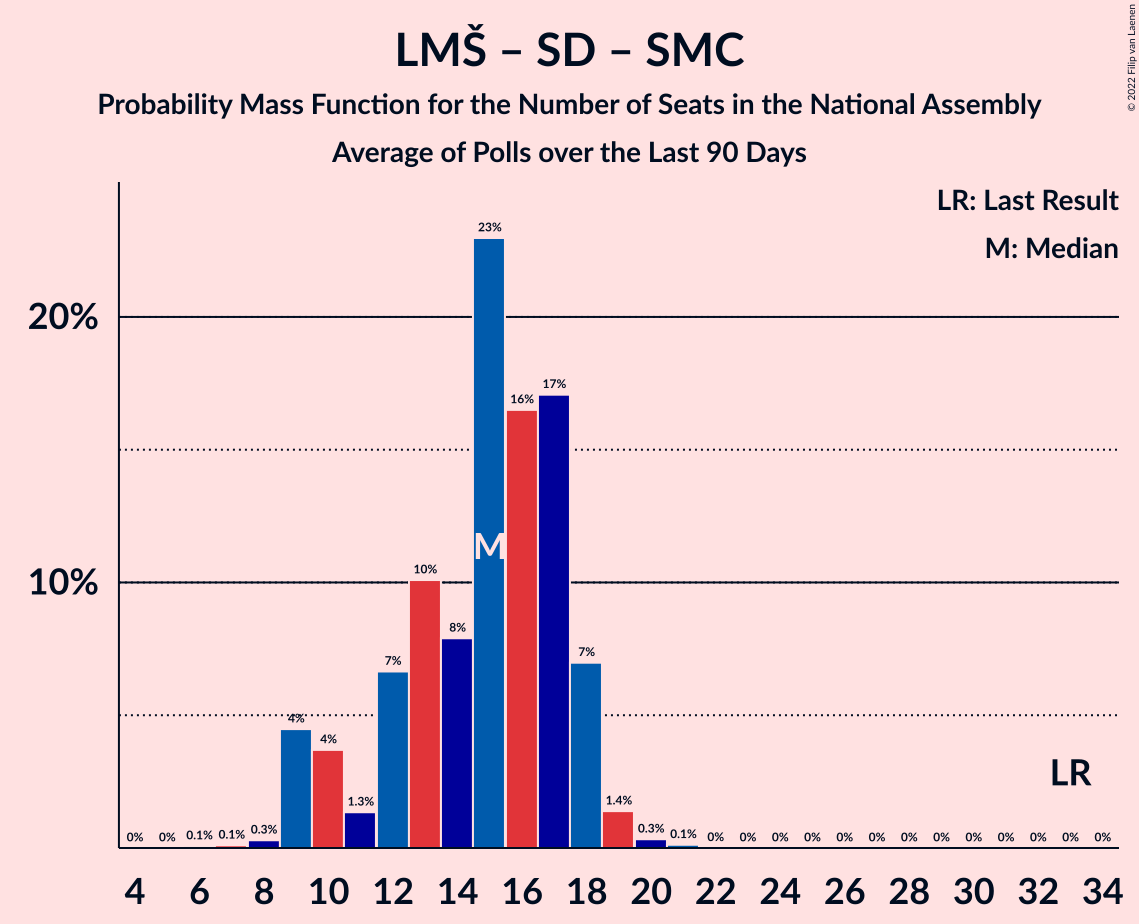 LMŠ – SD – SMC
Probability Mass Function for the Number of Seats in the National Assembly
Average of Polls over the Last 90 Days
© 2022 Filip van Laenen
LR: Last Result
M: Median
20%
10%
0% 0% 0.1% 0.1% 0.3% 4% 4% 1.3% 7% 10% 8% 23% 16% 17% 7% 1.4% 0.3% 0.1% 0% 0% 0% 0% 0% 0% 0% 0% 0% 0% 0% 0% 0%
M
LR
4 6 8 10 12 14 16 18 20 22 24 26 28 30 32 34